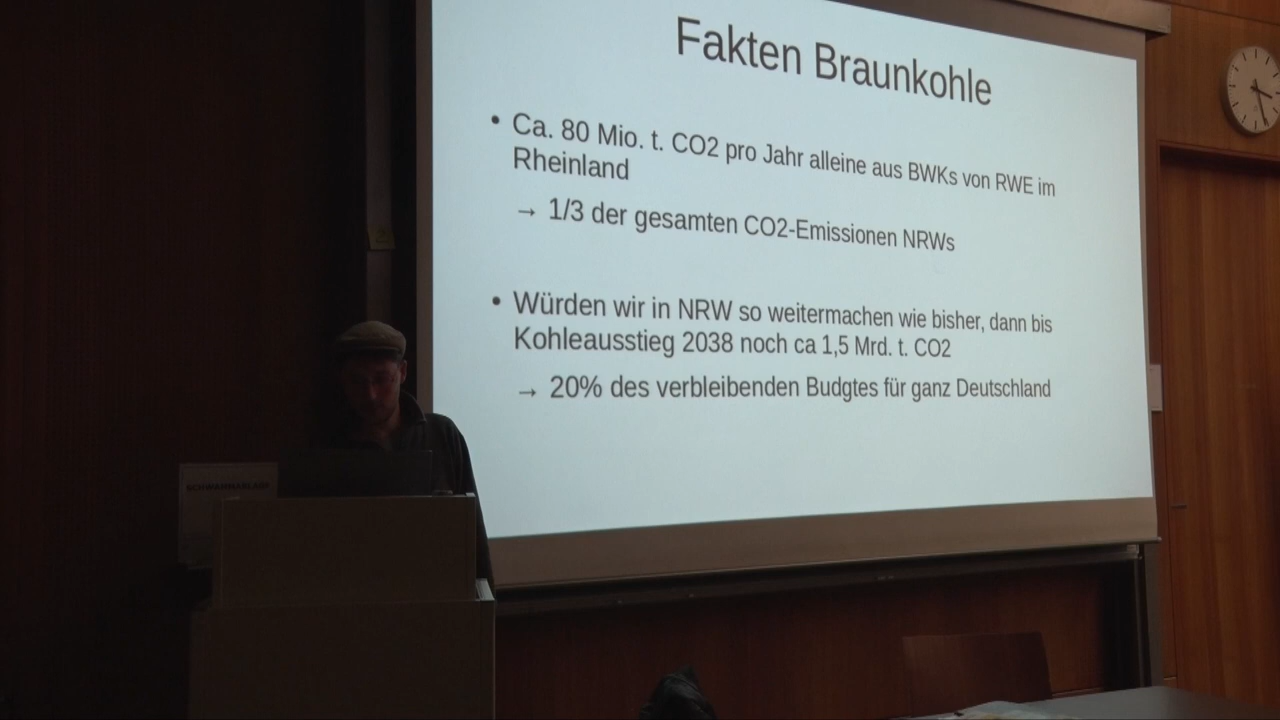 Fakten Braunkohle
• Ca. 80 Mio. t. CO2 pro Jahr alleine aus BWKs von RWE im
Rheinland
→ 1/3 der gesamten CO2-Emissionen NRWs
• Würden wir in NRW so weitermachen wie bisher, dann bis
Kohleausstieg 2038 noch ca 1,5 Mrd. t. CO2
→ 20% des verbleibenden Budgtes für ganz Deutschland